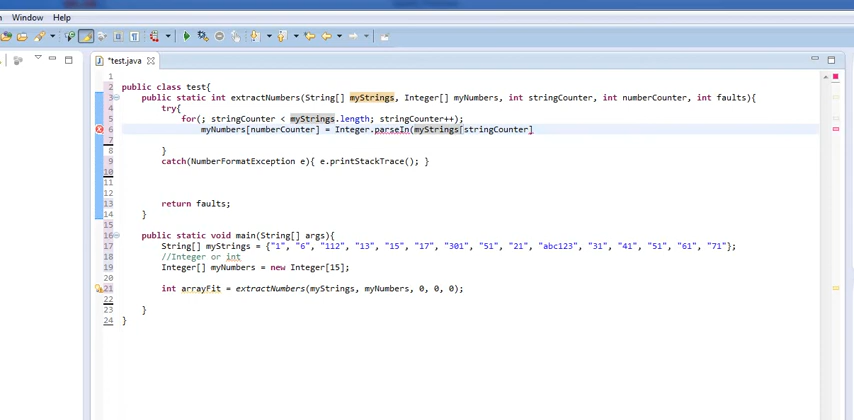 Window Help
*test.java
1
2 public class test{
3 public static int extractNumbers(String[] myStrings, Integer[] myNumbers, int stringCounter, int numberCounter, int faults){
4 try{
5 for(; stringCounter < myStrings.length; stringCounter++);
6 myNumbers[numberCounter] = Integer.parseIn(myStrings[stringCounter]
7
8 }
9 catch(NumberFormatException e){ e.printStackTrace(); }
10
11
12
13 return faults;
14 }
15
16 public static void main(String[] args){
17 String[] myStrings = {"1", "6", "112", "13", "15", "17", "301", "51", "21", "abc123", "31", "41", "51", "61", "71"};
18 //Integer or int
19 Integer[] myNumbers = new Integer[15];
20
21 int arrayFit = extractNumbers(myStrings, myNumbers, 0, 0, 0);
22
23 }
24 }